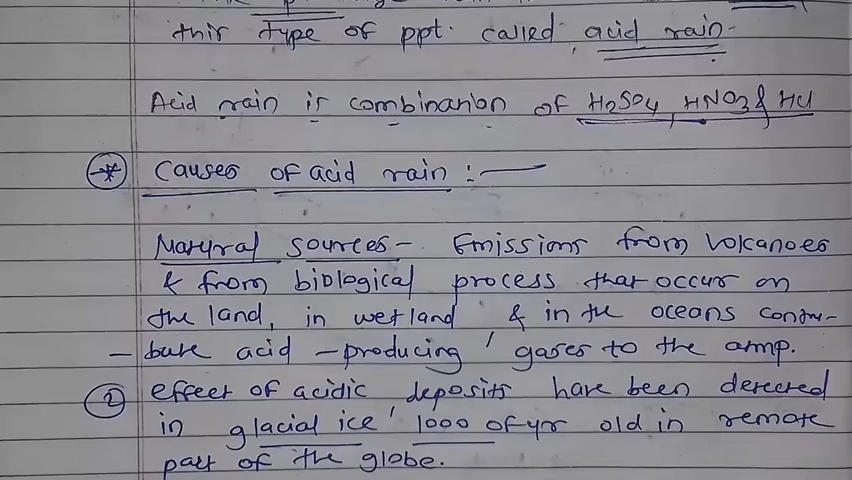 this type of ppt. called acid rain-
Acid rain is combination of H2SO4, HNO3 & HCl
* Causes of acid rain :-
Natural sources- Emissions from volcanoes
& from biological process that occur on
the land, in wetland & in the oceans contri-
- bute acid -producing gases to the atmp.
② effect of acidic deposits have been detected
in glacial ice 1000 of yr old in remote
part of the globe.